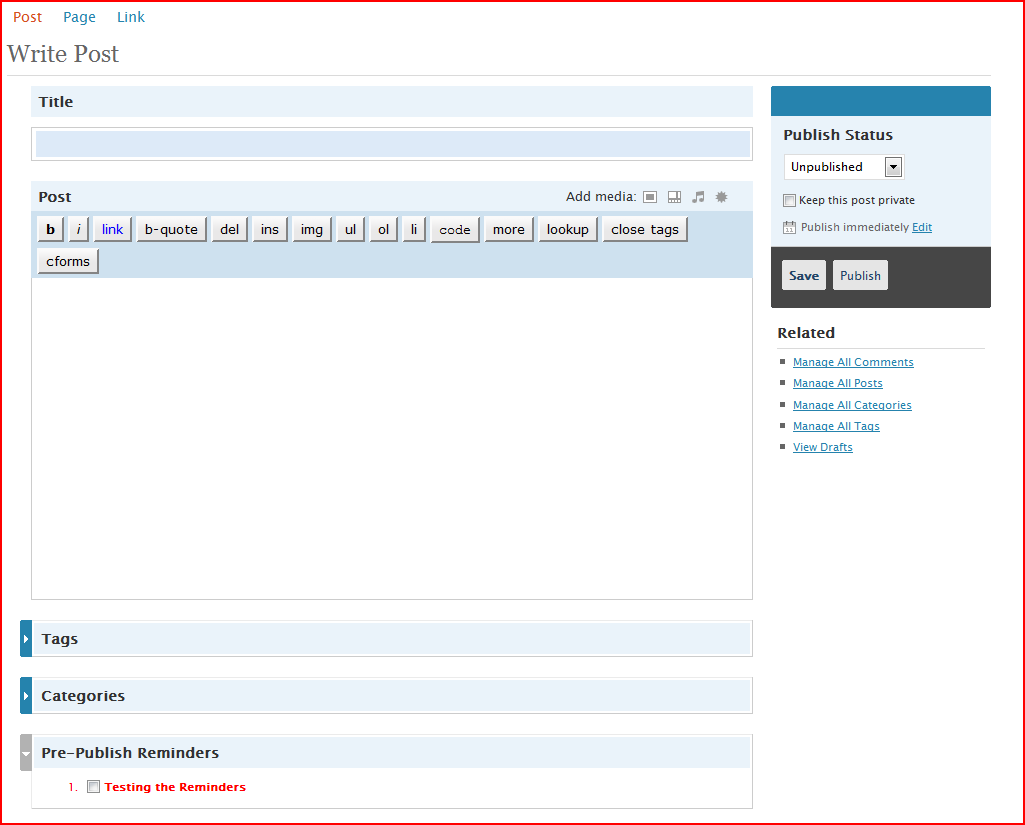 Post Page Link
Write Post
Title
Post
Add media:
b i link b-quote del ins img ul ol li code more lookup close tags
cforms
Tags
Categories
Pre-Publish Reminders
1. Testing the Reminders
Publish Status
Unpublished
Keep this post private
11 Publish immediately Edit
Save Publish
Related
Manage All Comments
Manage All Posts
Manage All Categories
Manage All Tags
View Drafts